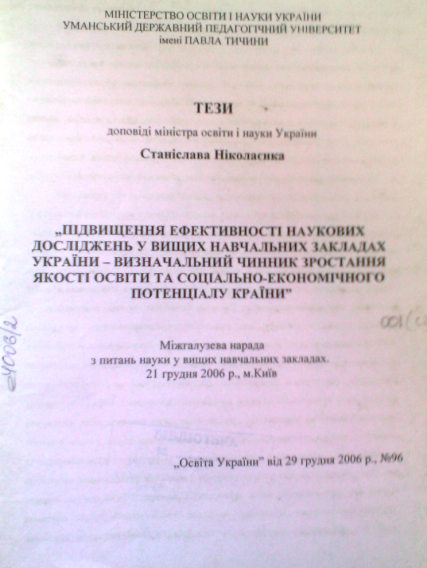 МІНІСТЕРСТВО ОСВІТИ І НАУКИ УКРАЇНИ
УМАНСЬКИЙ ДЕРЖАВНИЙ ПЕДАГОГІЧНИЙ УНІВЕРСИТЕТ
імені ПАВЛА ТИЧИНИ
ТЕЗИ
доповіді міністра освіти і науки України
Станіслава Ніколаєнка
„ПІДВИЩЕННЯ ЕФЕКТИВНОСТІ НАУКОВИХ
ДОСЛІДЖЕНЬ У ВИЩИХ НАВЧАЛЬНИХ ЗАКЛАДАХ
УКРАЇНИ – ВИЗНАЧАЛЬНИЙ ЧИННИК ЗРОСТАННЯ
ЯКОСТІ ОСВІТИ ТА СОЦІАЛЬНО-ЕКОНОМІЧНОГО
ПОТЕНЦІАЛУ КРАЇНИ”
Міжгалузева нарада
з питань науки у вищих навчальних закладах.
21 грудня 2006 р., м.Київ
„Освіта України” від 29 грудня 2006 р., №96